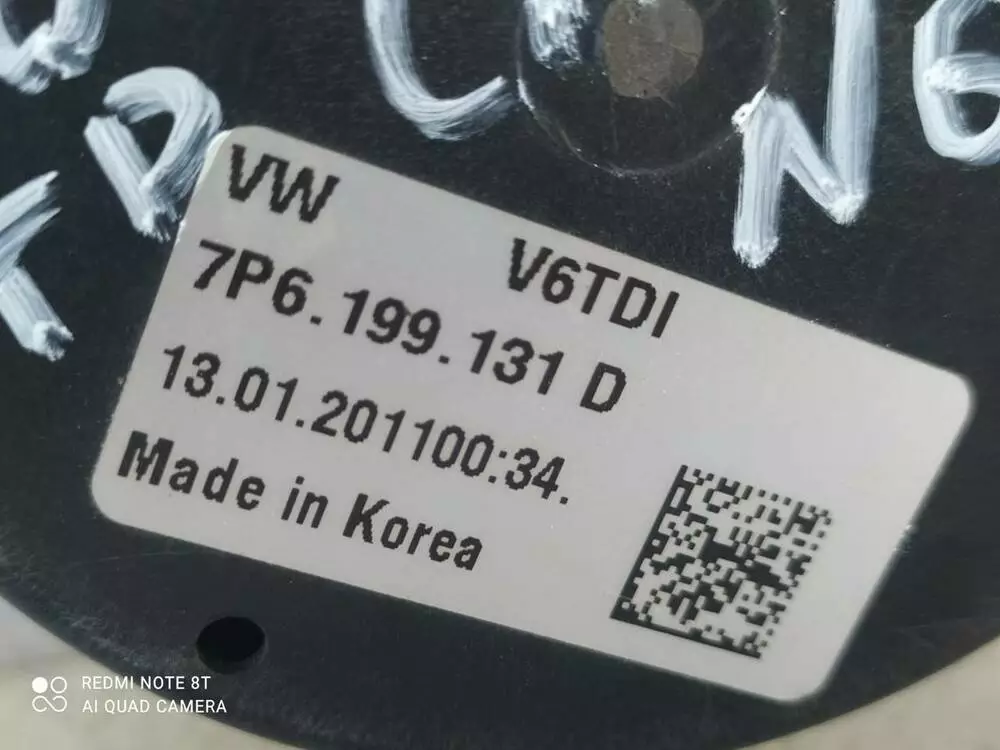 VW
V6TDI
7P6.199.131 D
13.01.201100:34.
Made in Korea
REDMI NOTE 8T
AI QUAD CAMERA